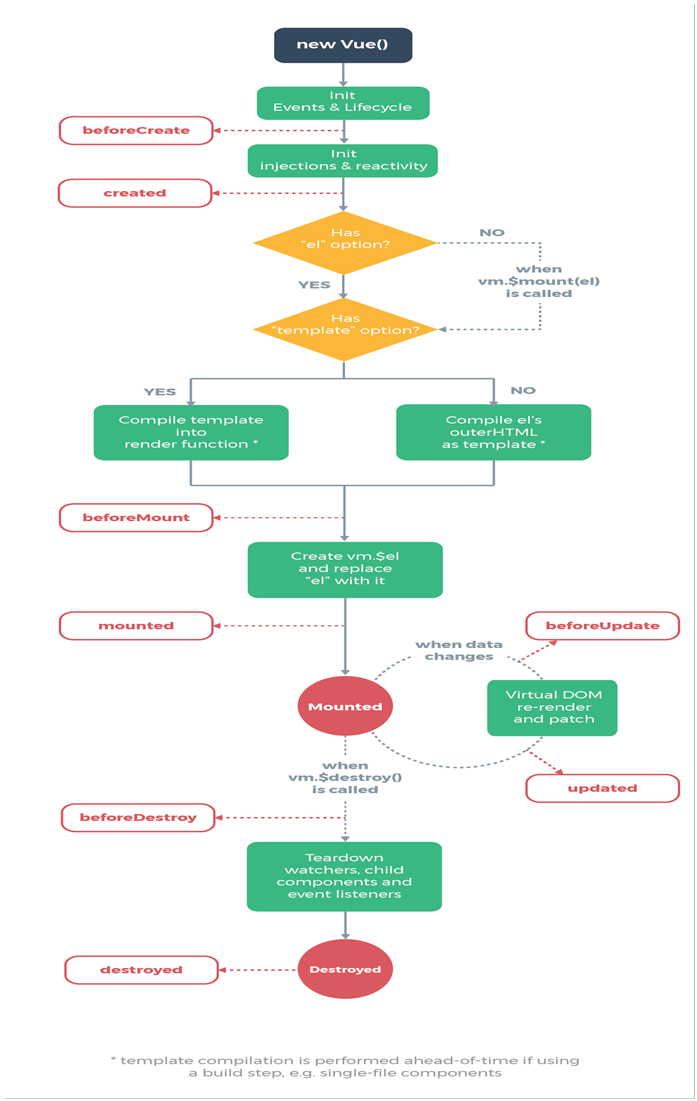 new Vue()
Init
Events & Lifecycle
beforeCreate
Init
injections & reactivity
created
Has
“el” option?
NO
when
vm.$mount(el)
is called
YES
Has
“template” option?
YES
NO
Compile template
into
render function *
Compile el’s
outerHTML
as template *
beforeMount
Create vm.$el
and replace
“el” with it
mounted
beforeUpdate
when data
changes
Mounted
Virtual DOM
re-render
and patch
when
vm.$destroy()
is called
updated
beforeDestroy
Teardown
watchers, child
components and
event listeners
destroyed
Destroyed
* template compilation is performed ahead-of-time if using
a build step, e.g. single-file components